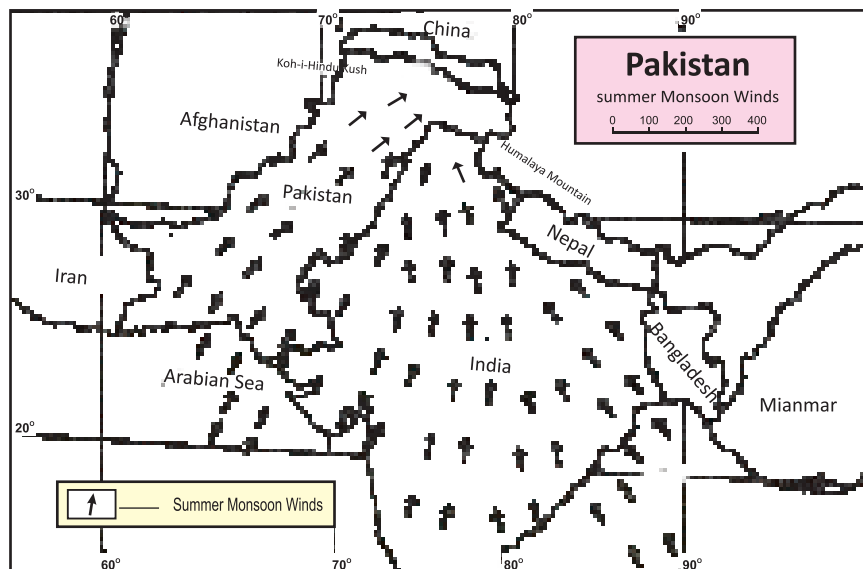 60°
70°
80°
90°
China
Pakistan
summer Monsoon Winds
0 100 200 300 400
Koh-i-Hindu Kush
Afghanistan
Humalaya Mountain
30°
Pakistan
Nepal
Iran
Bangladesh
India
Arabian Sea
Mianmar
20°
Summer Monsoon Winds
60°
70°
80°
90°